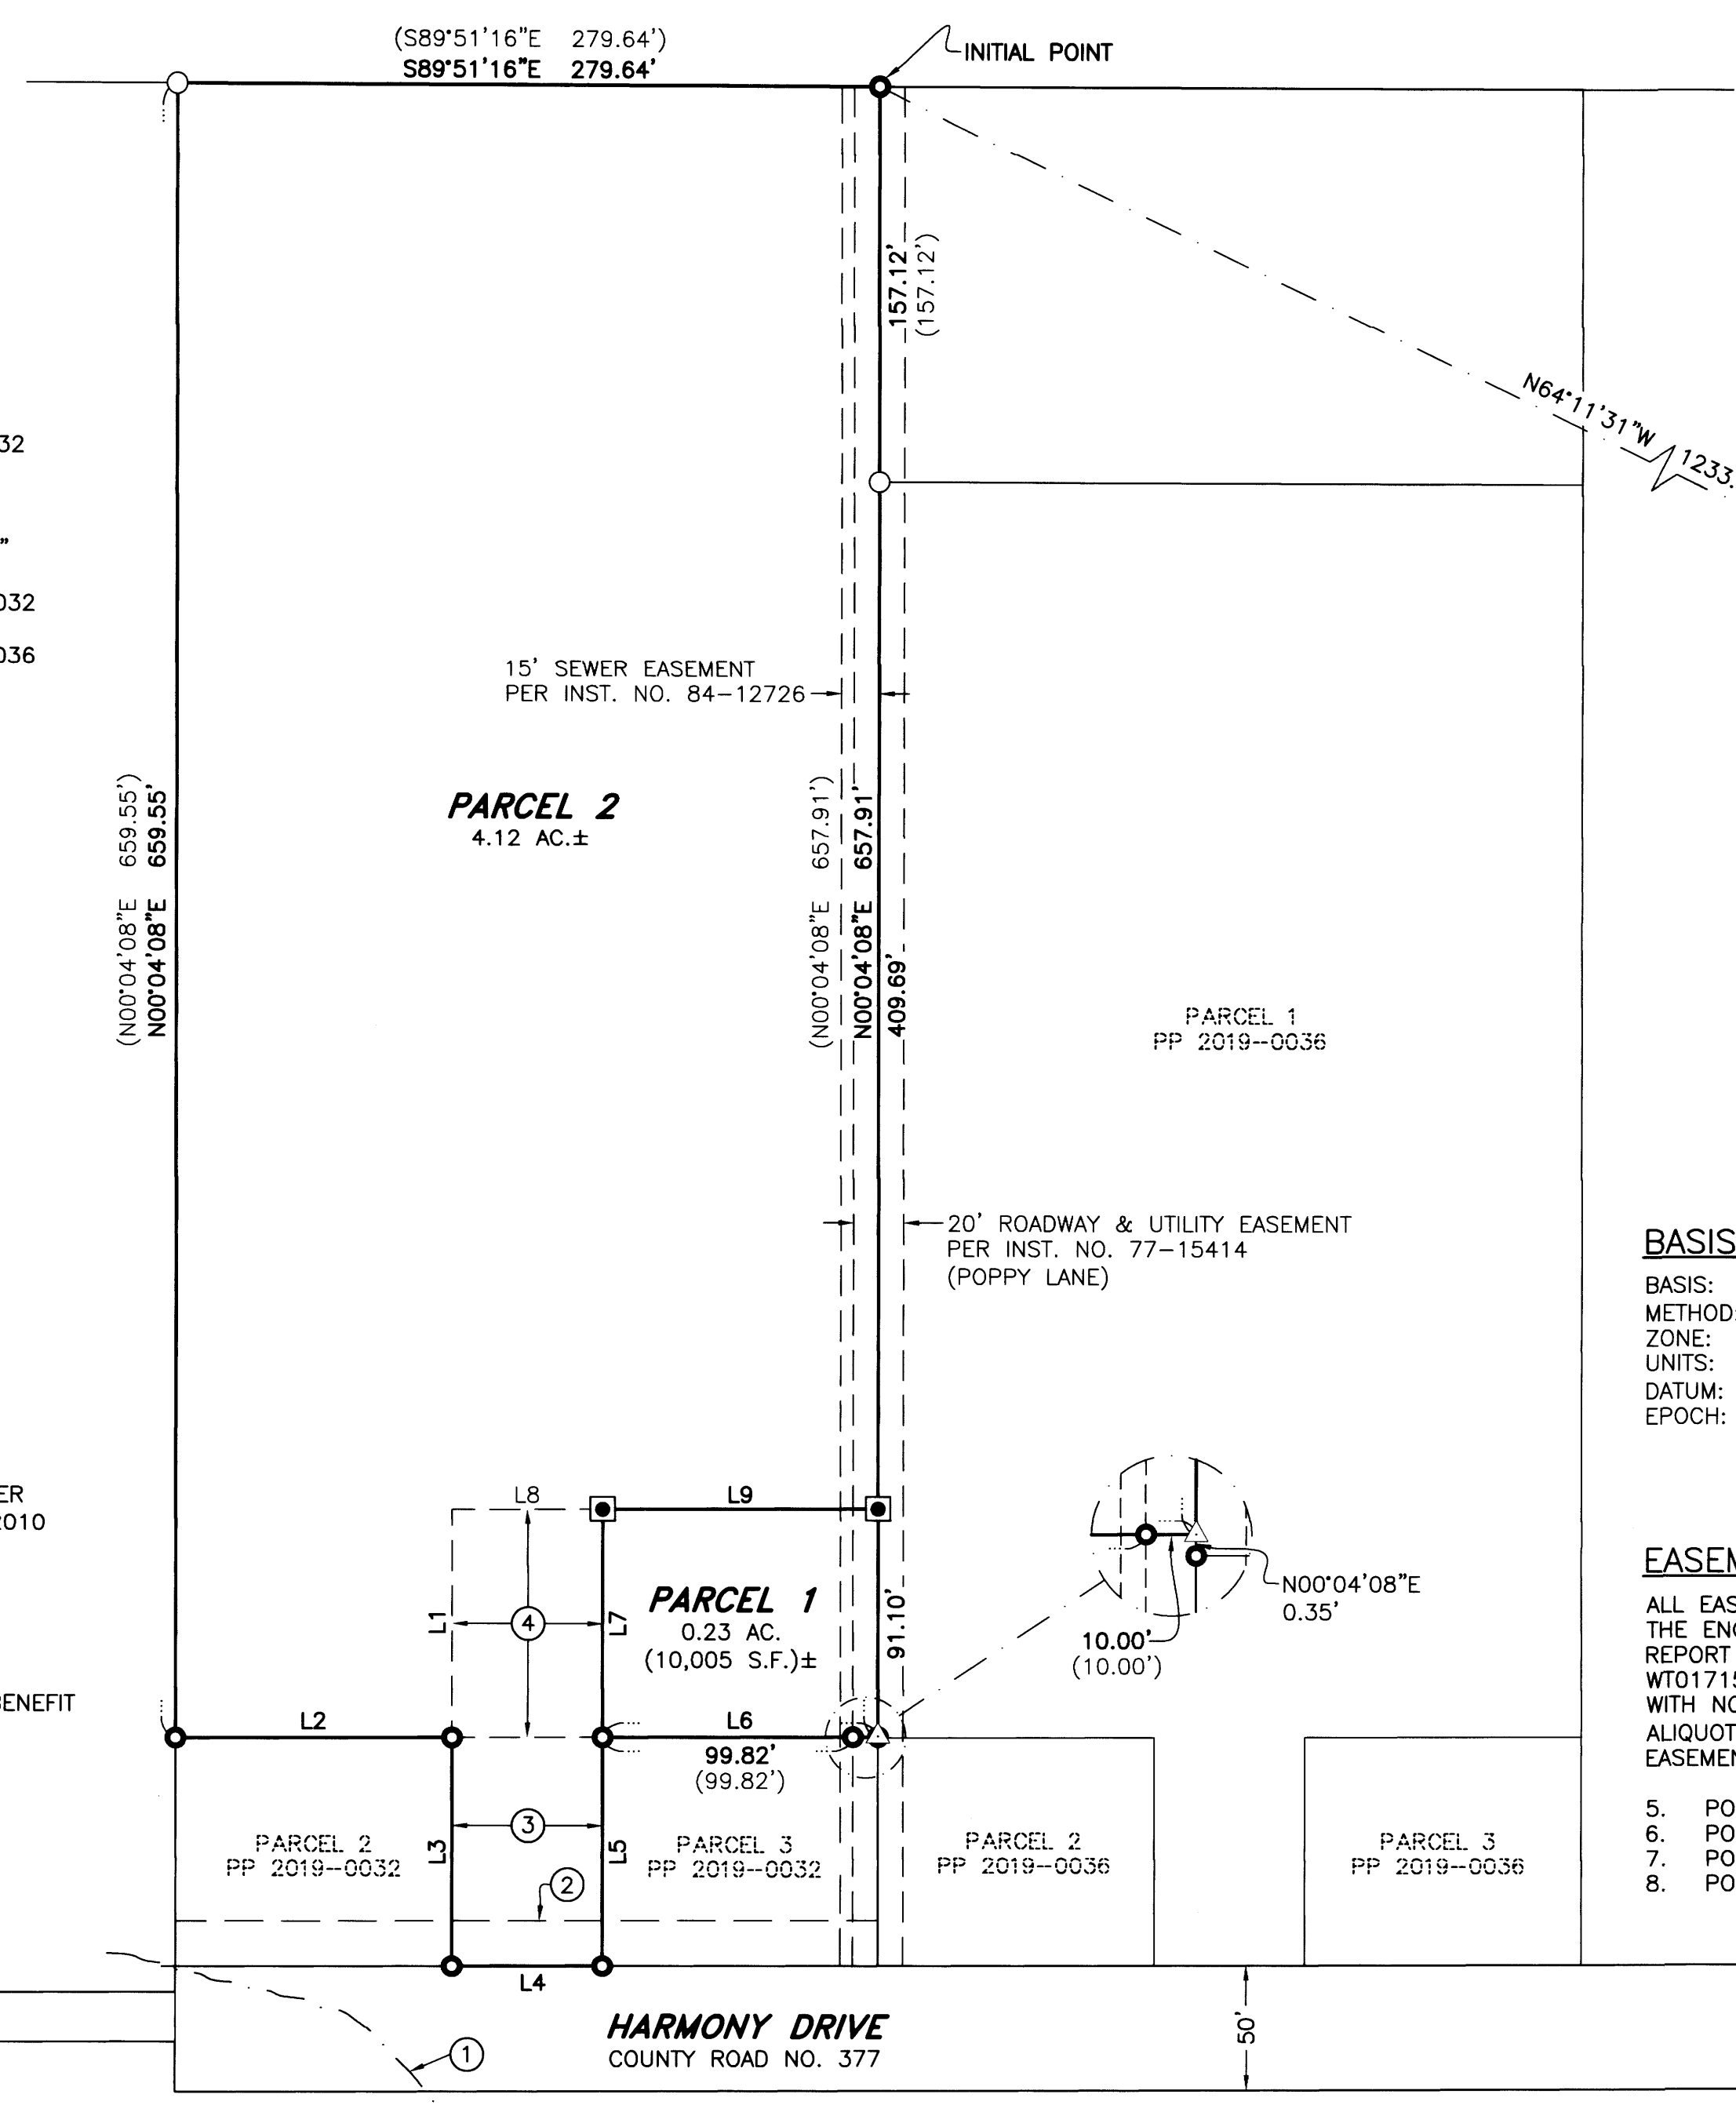 (S89°51'16"E 279.64')
S89°51'16"E 279.64'
INITIAL POINT
157.12'
(157.12')
N64°11'31"W 1233.
32
"
032
036
15' SEWER EASEMENT
PER INST. NO. 84-12726
PARCEL 2
4.12 AC.±
(N00°04'08"E 659.55')
N00°04'08"E 659.55'
(N00°04'08"E 657.91')
N00°04'08"E 657.91'
409.69'
PARCEL 1
PP 2019--0036
20' ROADWAY & UTILITY EASEMENT
PER INST. NO. 77-15414
(POPPY LANE)
BASIS
BASIS:
METHOD:
ZONE:
UNITS:
DATUM:
EPOCH:
ER
2010
L8
L9
L1
4
L7
PARCEL 1
0.23 AC.
(10,005 S.F.)±
91.10'
N00°04'08"E
0.35'
10.00'
(10.00')
EASEM
ALL EAS
THE ENC
REPORT
WT01715
WITH NO
ALIQUOT
EASEMEN
5. PO
6. PO
7. PO
8. PO
BENEFIT
L2
L6
99.82'
(99.82')
3
L3
L5
PARCEL 2
PP 2019--0032
PARCEL 3
PP 2019--0032
PARCEL 2
PP 2019--0036
PARCEL 3
PP 2019--0036
2
L4
HARMONY DRIVE
COUNTY ROAD NO. 377
1
50'